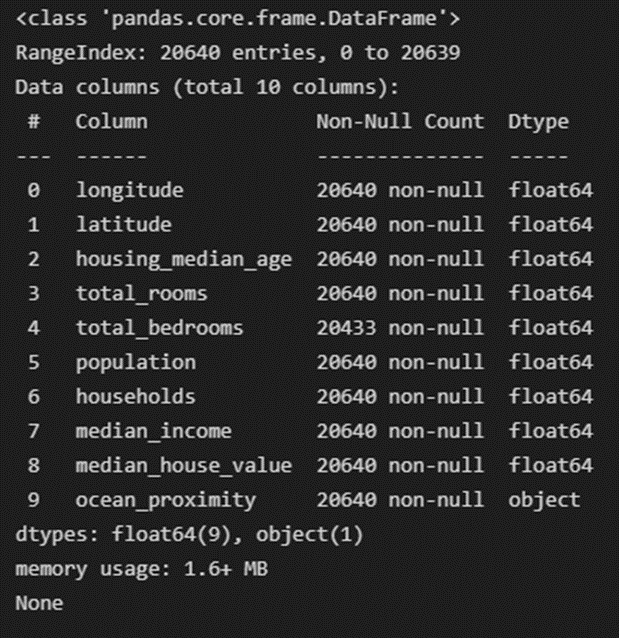 <class 'pandas.core.frame.DataFrame'>
RangeIndex: 20640 entries, 0 to 20639
Data columns (total 10 columns):
 #   Column              Non-Null Count  Dtype
---  ------              --------------  -----
 0   longitude           20640 non-null  float64
 1   latitude            20640 non-null  float64
 2   housing_median_age  20640 non-null  float64
 3   total_rooms         20640 non-null  float64
 4   total_bedrooms      20433 non-null  float64
 5   population          20640 non-null  float64
 6   households          20640 non-null  float64
 7   median_income       20640 non-null  float64
 8   median_house_value  20640 non-null  float64
 9   ocean_proximity     20640 non-null  object
dtypes: float64(9), object(1)
memory usage: 1.6+ MB
None